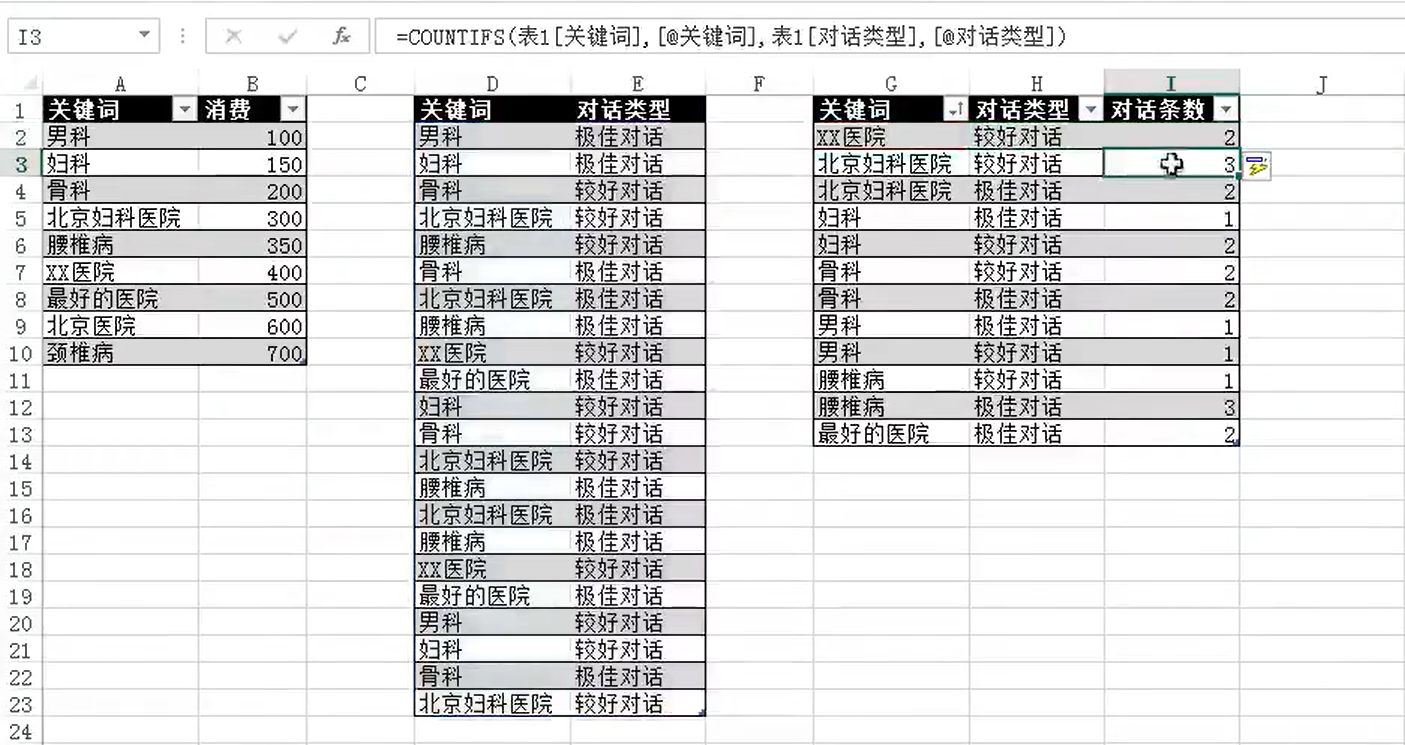 I3 fx =COUNTIFS(表1[关键词],[@关键词],表1[对话类型],[@对话类型])
A B C D E F G H I J
1 关键词 消费 关键词 对话类型 关键词 对话类型 对话条数
2 男科 100 男科 极佳对话 XX医院 较好对话 2
3 妇科 150 妇科 极佳对话 北京妇科医院 较好对话 3
4 骨科 200 骨科 较好对话 北京妇科医院 极佳对话 2
5 北京妇科医院 300 北京妇科医院 较好对话 妇科 极佳对话 1
6 腰椎病 350 腰椎病 较好对话 妇科 较好对话 2
7 XX医院 400 骨科 极佳对话 骨科 较好对话 2
8 最好的医院 500 北京妇科医院 极佳对话 骨科 极佳对话 2
9 北京医院 600 腰椎病 极佳对话 男科 极佳对话 1
10 颈椎病 700 XX医院 较好对话 男科 较好对话 1
11 最好的医院 极佳对话 腰椎病 较好对话 1
12 妇科 较好对话 腰椎病 极佳对话 3
13 骨科 较好对话 最好的医院 极佳对话 2
14 北京妇科医院 较好对话
15 腰椎病 极佳对话
16 北京妇科医院 极佳对话
17 腰椎病 极佳对话
18 XX医院 较好对话
19 最好的医院 极佳对话
20 男科 较好对话
21 妇科 较好对话
22 骨科 极佳对话
23 北京妇科医院 较好对话
24